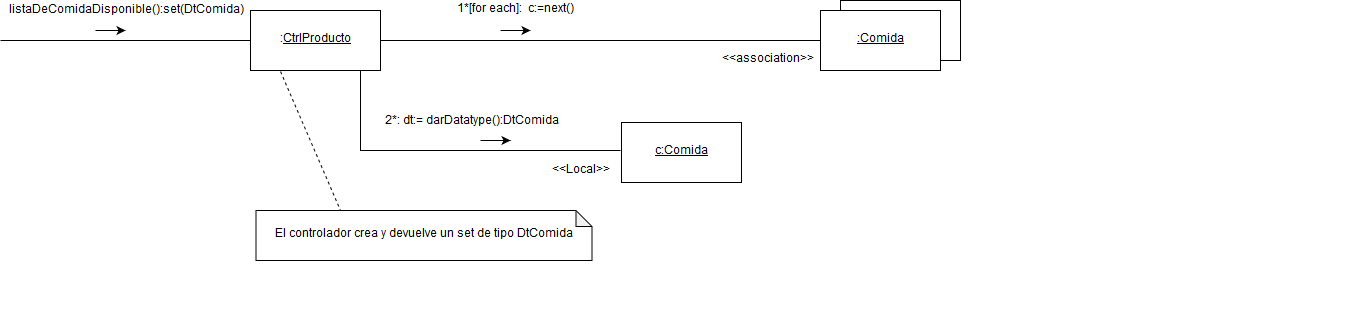 listaDeComidaDisponible():set(DtComida)
1*[for each]: c:=next()
:CtrlProducto
:Comida
<<association>>
2*: dt:= darDatatype():DtComida
c:Comida
<<Local>>
El controlador crea y devuelve un set de tipo DtComida